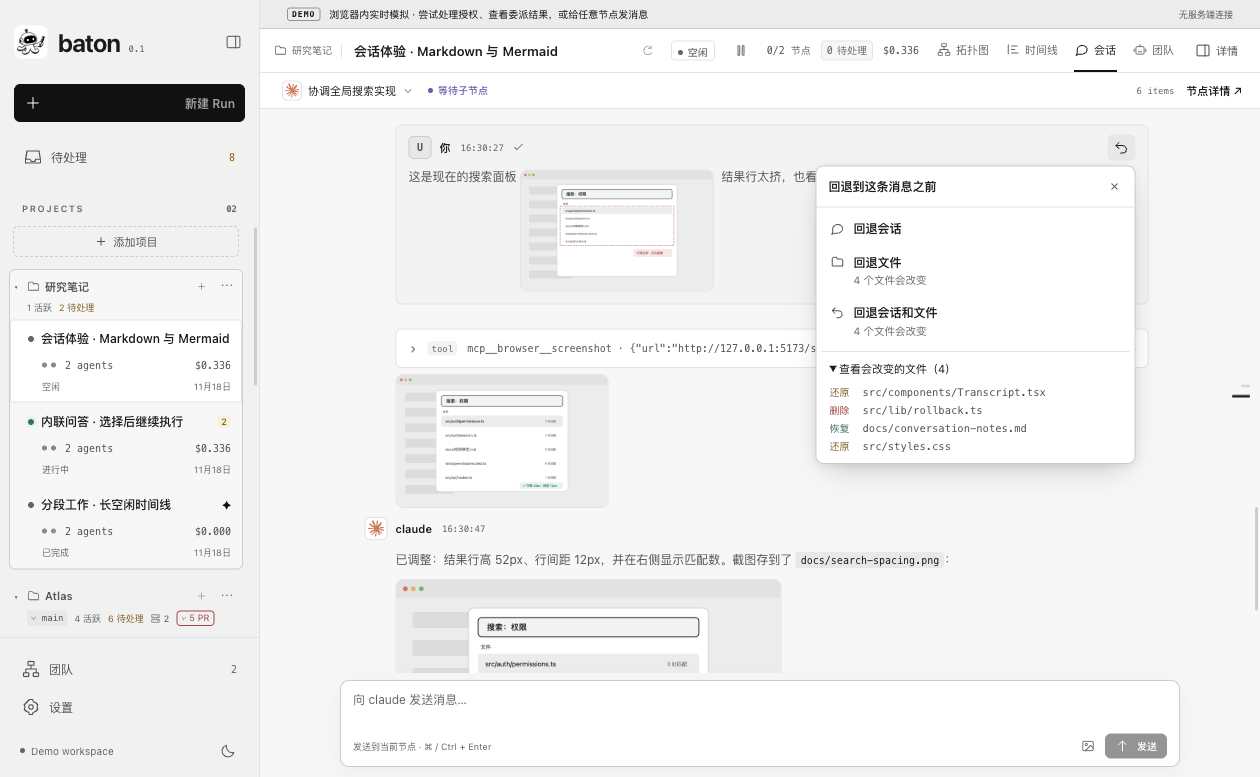 DEMO 浏览器内实时模拟 · 尝试处理授权、查看委派结果，或给任意节点发消息 无服务端连接
baton 0.1
新建 Run
待处理 8
PROJECTS 02
添加项目
研究笔记
1 活跃 2 待处理
会话体验 · Markdown 与 Mermaid
2 agents $0.336
空闲 11月18日
内联问答 · 选择后继续执行 2
2 agents $0.336
进行中 11月18日
分段工作 · 长空闲时间线
2 agents $0.000
已完成 11月18日
Atlas
main 4 活跃 6 待处理 2 5 PR
团队 2
设置
Demo workspace
研究笔记 会话体验 · Markdown 与 Mermaid 空闲 0/2 节点 0 待处理 $0.336 拓扑图 时间线 会话 团队 详情
协调全局搜索实现 等待子节点 6 items 节点详情
U 你 16:30:27
这是现在的搜索面板 结果行太挤，也看
搜索：权限
回退到这条消息之前
回退会话
回退文件
4 个文件会改变
回退会话和文件
4 个文件会改变
查看会改变的文件（4）
还原 src/components/Transcript.tsx
删除 src/lib/rollback.ts
恢复 docs/conversation-notes.md
还原 src/styles.css
tool mcp__browser__screenshot · {"url":"http://127.0.0.1:5173/s
搜索：权限
src/auth/permissions.ts
claude 16:30:47
已调整：结果行高 52px、行间距 12px，并在右侧显示匹配数。截图存到了 docs/search-spacing.png：
搜索：权限
文件
src/auth/permissions.ts 3 处匹配
向 claude 发送消息…
发送到当前节点 · ⌘ / Ctrl + Enter 发送